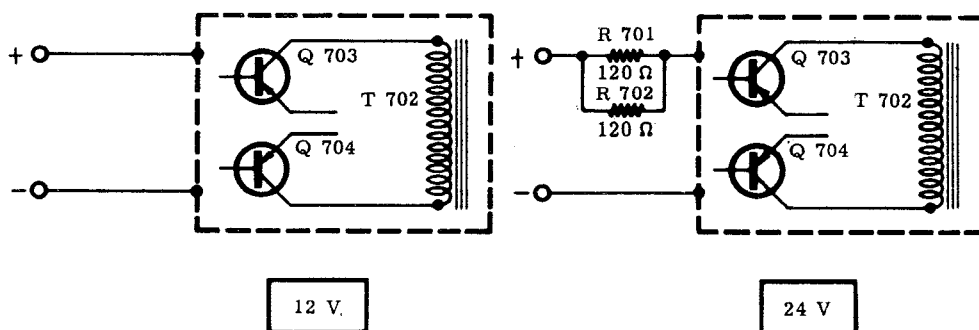 +
Q 703
T 702
Q 704
-
12 V.
+
R 701
120 Ω
R 702
120 Ω
Q 703
T 702
Q 704
-
24 V